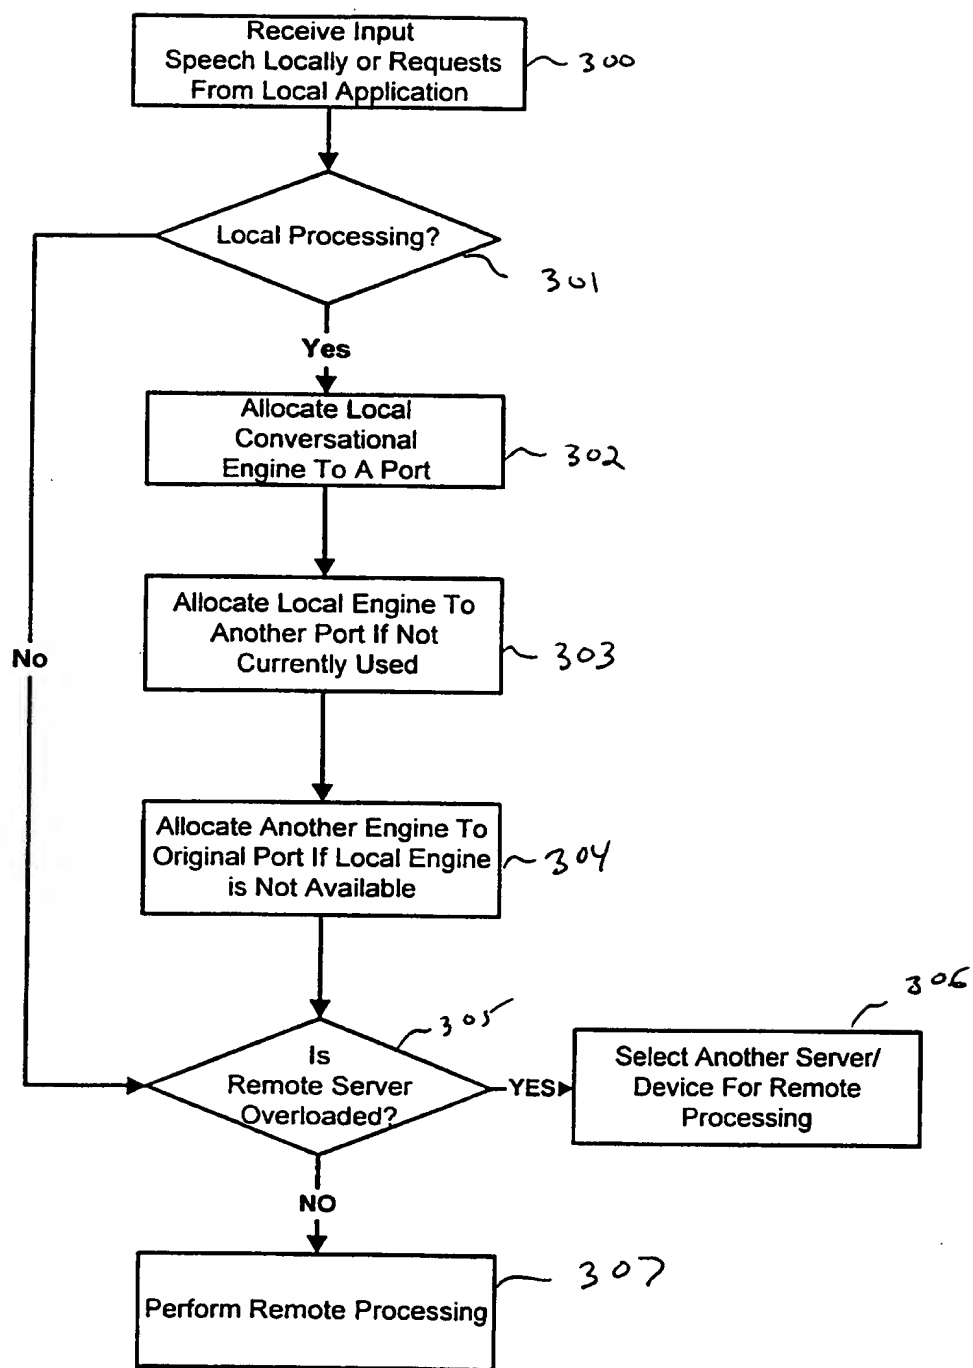 Receive Input
Speech Locally or Requests
From Local Application
300
Local Processing?
301
Yes
Allocate Local
Conversational
Engine To A Port
302
Allocate Local Engine To
Another Port If Not
Currently Used
303
No
Allocate Another Engine To
Original Port If Local Engine
is Not Available
304
305
306
Is
Remote Server
Overloaded?
YES
Select Another Server/
Device For Remote
Processing
NO
Perform Remote Processing
307